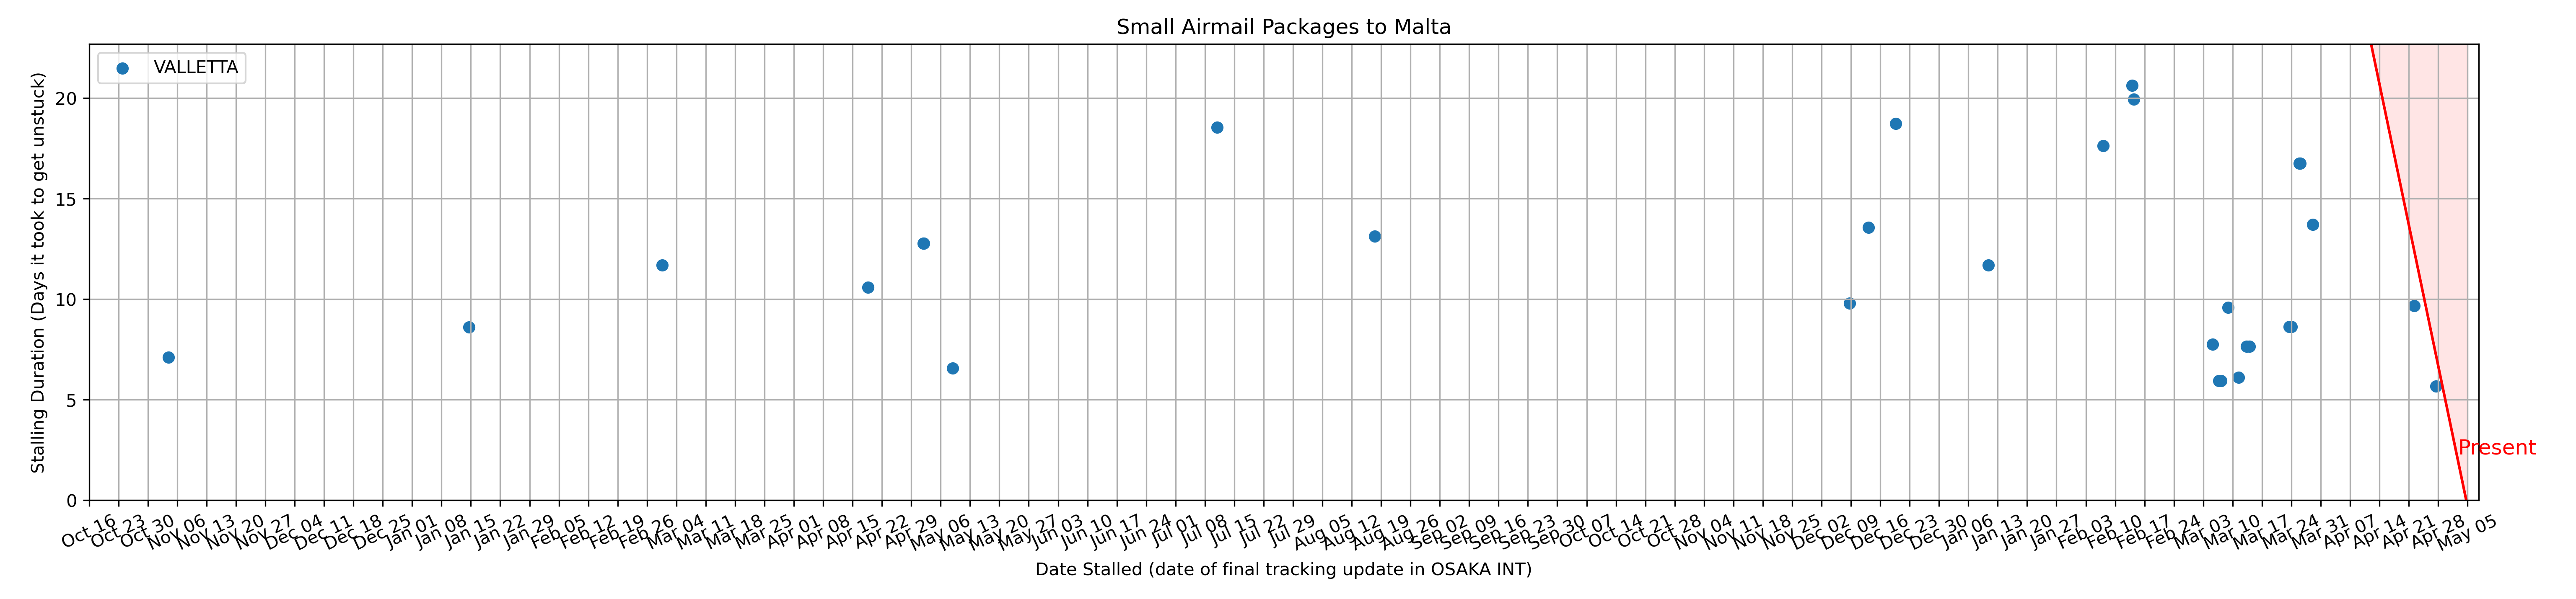 Small Airmail Packages to Malta
VALLETTA
Stalling Duration (Days it took to get unstuck)
20
15
10
5
0
Present
Oct 16
Oct 23
Oct 30
Nov 06
Nov 13
Nov 20
Nov 27
Dec 04
Dec 11
Dec 18
Dec 25
Jan 01
Jan 08
Jan 15
Jan 22
Jan 29
Feb 05
Feb 12
Feb 19
Feb 26
Mar 04
Mar 11
Mar 18
Mar 25
Apr 01
Apr 08
Apr 15
Apr 22
Apr 29
May 06
May 13
May 20
May 27
Jun 03
Jun 10
Jun 17
Jun 24
Jul 01
Jul 08
Jul 15
Jul 22
Jul 29
Aug 05
Aug 12
Aug 19
Aug 26
Sep 02
Sep 09
Sep 16
Sep 23
Sep 30
Oct 07
Oct 14
Oct 21
Oct 28
Nov 04
Nov 11
Nov 18
Nov 25
Dec 02
Dec 09
Dec 16
Dec 23
Dec 30
Jan 06
Jan 13
Jan 20
Jan 27
Feb 03
Feb 10
Feb 17
Feb 24
Mar 03
Mar 10
Mar 17
Mar 24
Mar 31
Apr 07
Apr 14
Apr 21
Apr 28
May 05
Date Stalled (date of final tracking update in OSAKA INT)